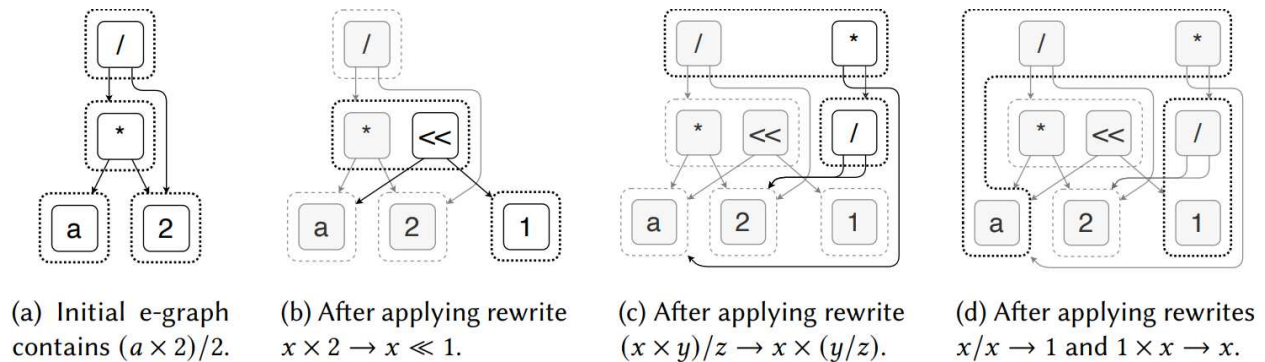 /
*
a 2
(a) Initial e-graph
contains (a × 2)/2.
/
* <<
a 2 1
(b) After applying rewrite
x × 2 → x ≪ 1.
/ *
* << /
a 2 1
(c) After applying rewrite
(x × y)/z → x × (y/z).
/ *
* << /
a 2 1
(d) After applying rewrites
x/x → 1 and 1 × x → x.